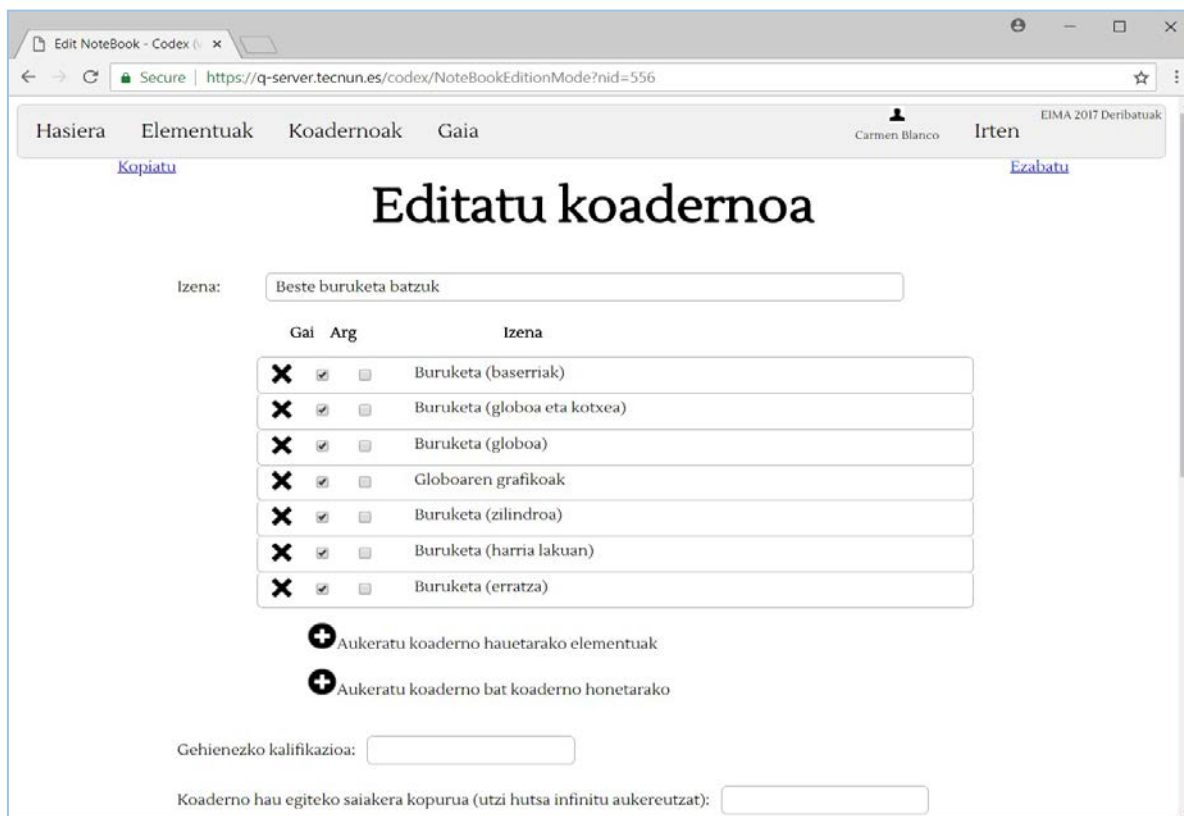 Edit NoteBook - Codex (v
Secure | https://q-server.tecnun.es/codex/NoteBookEditionMode?nid=556
Hasiera Elementuak Koadernoak Gaia Carmen Blanco Irten EIMA 2017 Deribatuak
Kopiatu Ezabatu
Editatu koadernoa
Izena: Beste buruketa batzuk
Gai Arg Izena
Buruketa (baserriak)
Buruketa (globoa eta kotxea)
Buruketa (globoa)
Globoaren grafikoak
Buruketa (zilindroa)
Buruketa (harria lakuan)
Buruketa (erratza)
Aukeratu koaderno hauetarako elementuak
Aukeratu koaderno bat koaderno honetarako
Gehienezko kalifikazioa:
Koaderno hau egiteko saiakera kopurua (utzi hutsa infinitu aukereutzat):